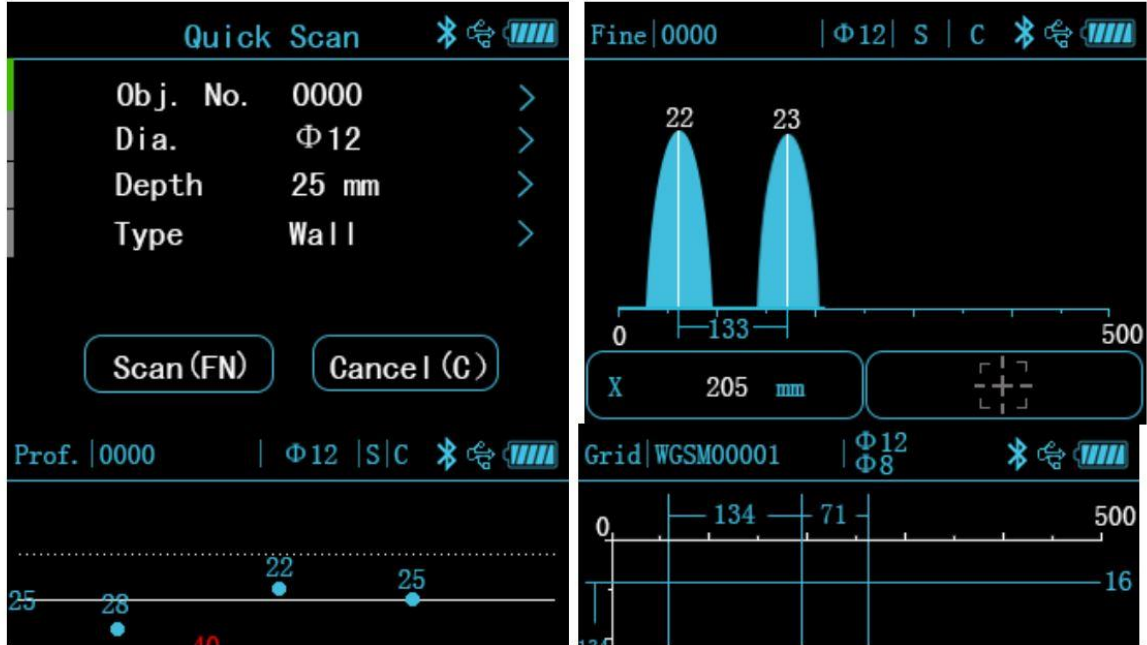 Quick Scan
Obj. No. 0000 >
Dia. Φ12 >
Depth 25 mm >
Type Wall >
Scan(FN) Cancel(C)
Fine|0000 |Φ12| S | C
22 23
133
0 500
X 205 mm
Prof.|0000 |Φ12 |S|C
22
25
25
28
40
Grid|WGSM00001 |Φ12
Φ8
134 71
0 500
16